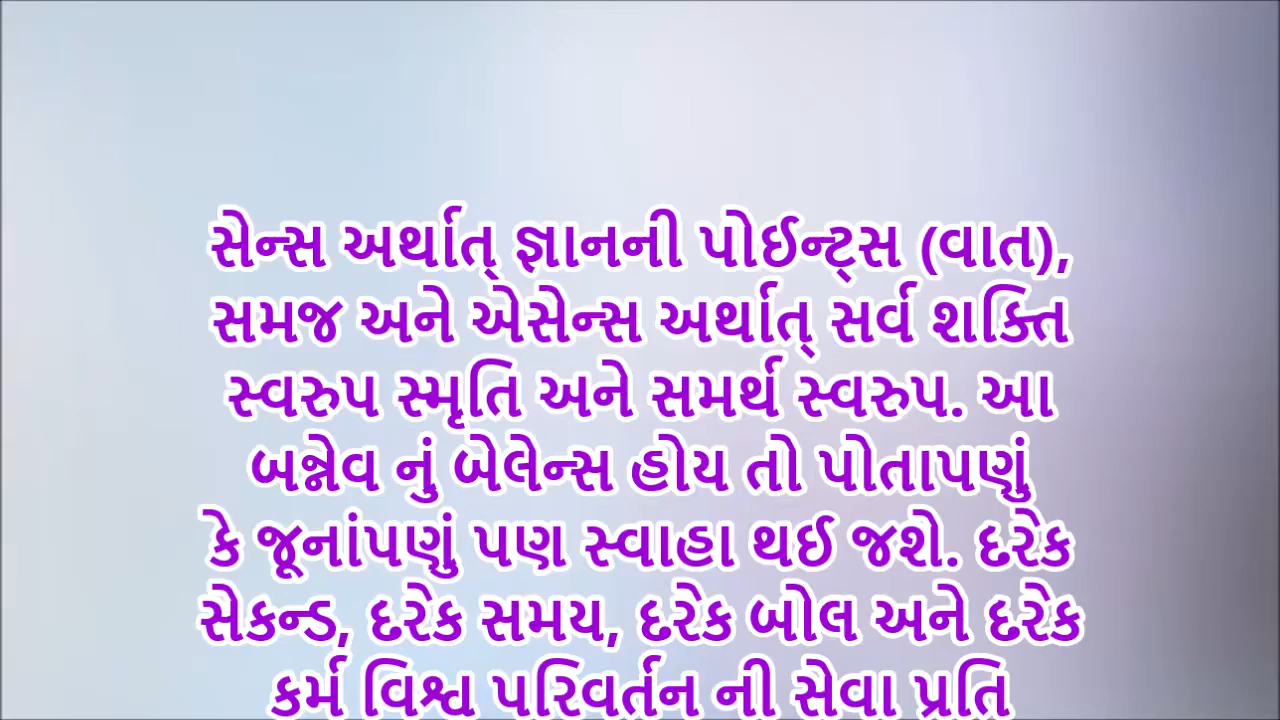 સેન્સ અર્થાત્ જ્ઞાનની પોઈન્ટ્સ (વાત),
સમજ અને એસેન્સ અર્થાત્ સર્વ શક્તિ
સ્વરુપ સ્મૃતિ અને સમર્થ સ્વરુપ. આ
બન્નેવ નું બેલેન્સ હોય તો પોતાપણું
કે જૂનાંપણું પણ સ્વાહા થઈ જશે. દરેક
સેકન્ડ, દરેક સમય, દરેક બોલ અને દરેક
કર્મ વિશ્વ પરિવર્તન ની સેવા પ્રતિ